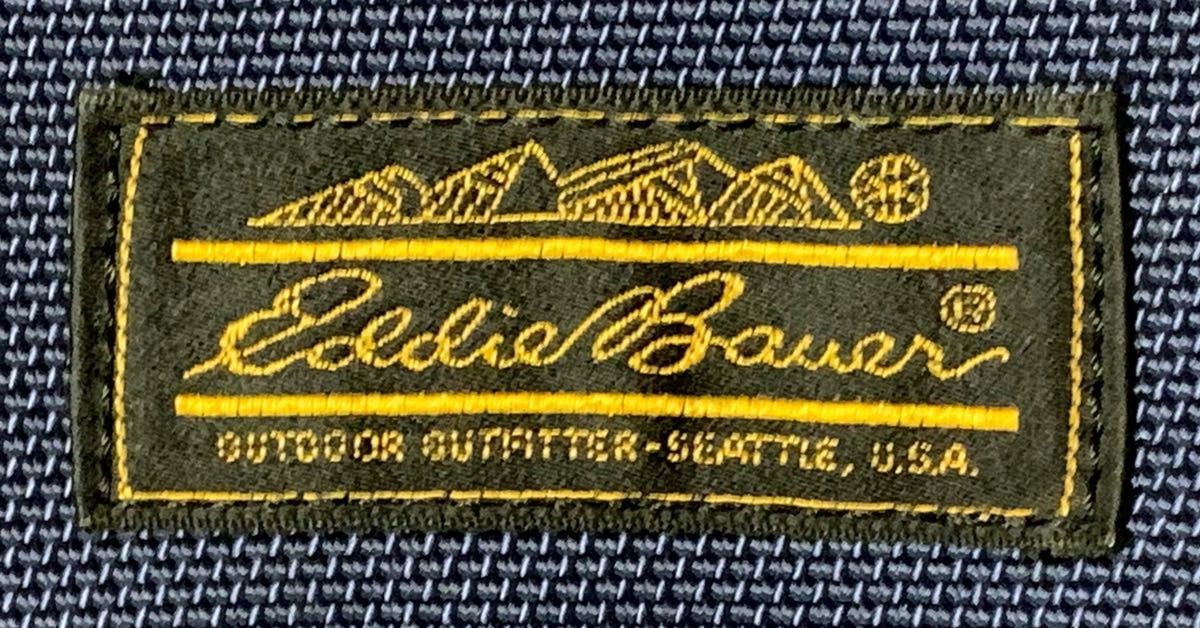 Eddie Bauer ®
OUTDOOR OUTFITTER-SEATTLE, U.S.A.